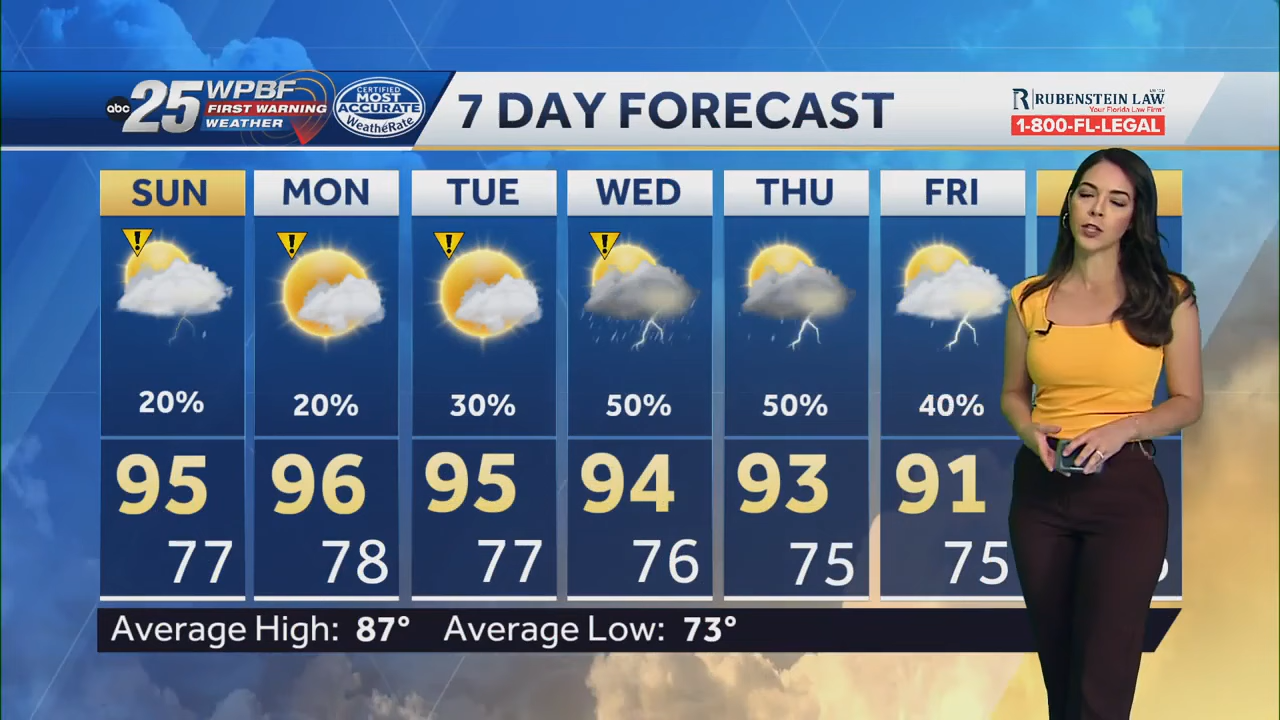 abc 25 WPBF
FIRST WARNING
WEATHER
CERTIFIED
MOST
ACCURATE
WeatheRate
7 DAY FORECAST
RUBENSTEIN LAW
Your Florida Law Firm
1-800-FL-LEGAL
SUN MON TUE WED THU FRI
! ! ! !
20% 20% 30% 50% 50% 40%
95 96 95 94 93 91
77 78 77 76 75 75
Average High: 87° Average Low: 73°